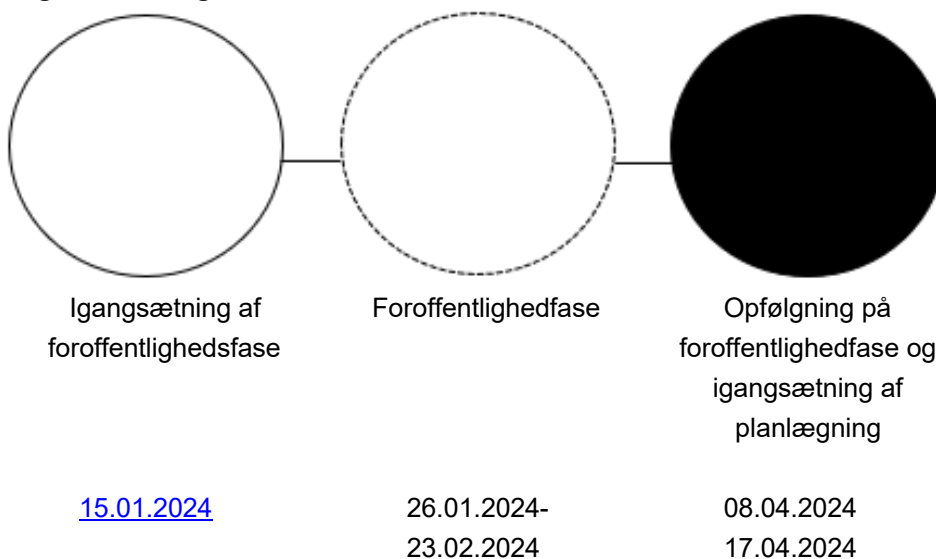 Igangsætning af
foroffentlighedsfase
Foroffentlighedfase
Opfølgning på
foroffentlighedfase og
igangsætning af
planlægning
15.01.2024
26.01.2024-
23.02.2024
08.04.2024
17.04.2024